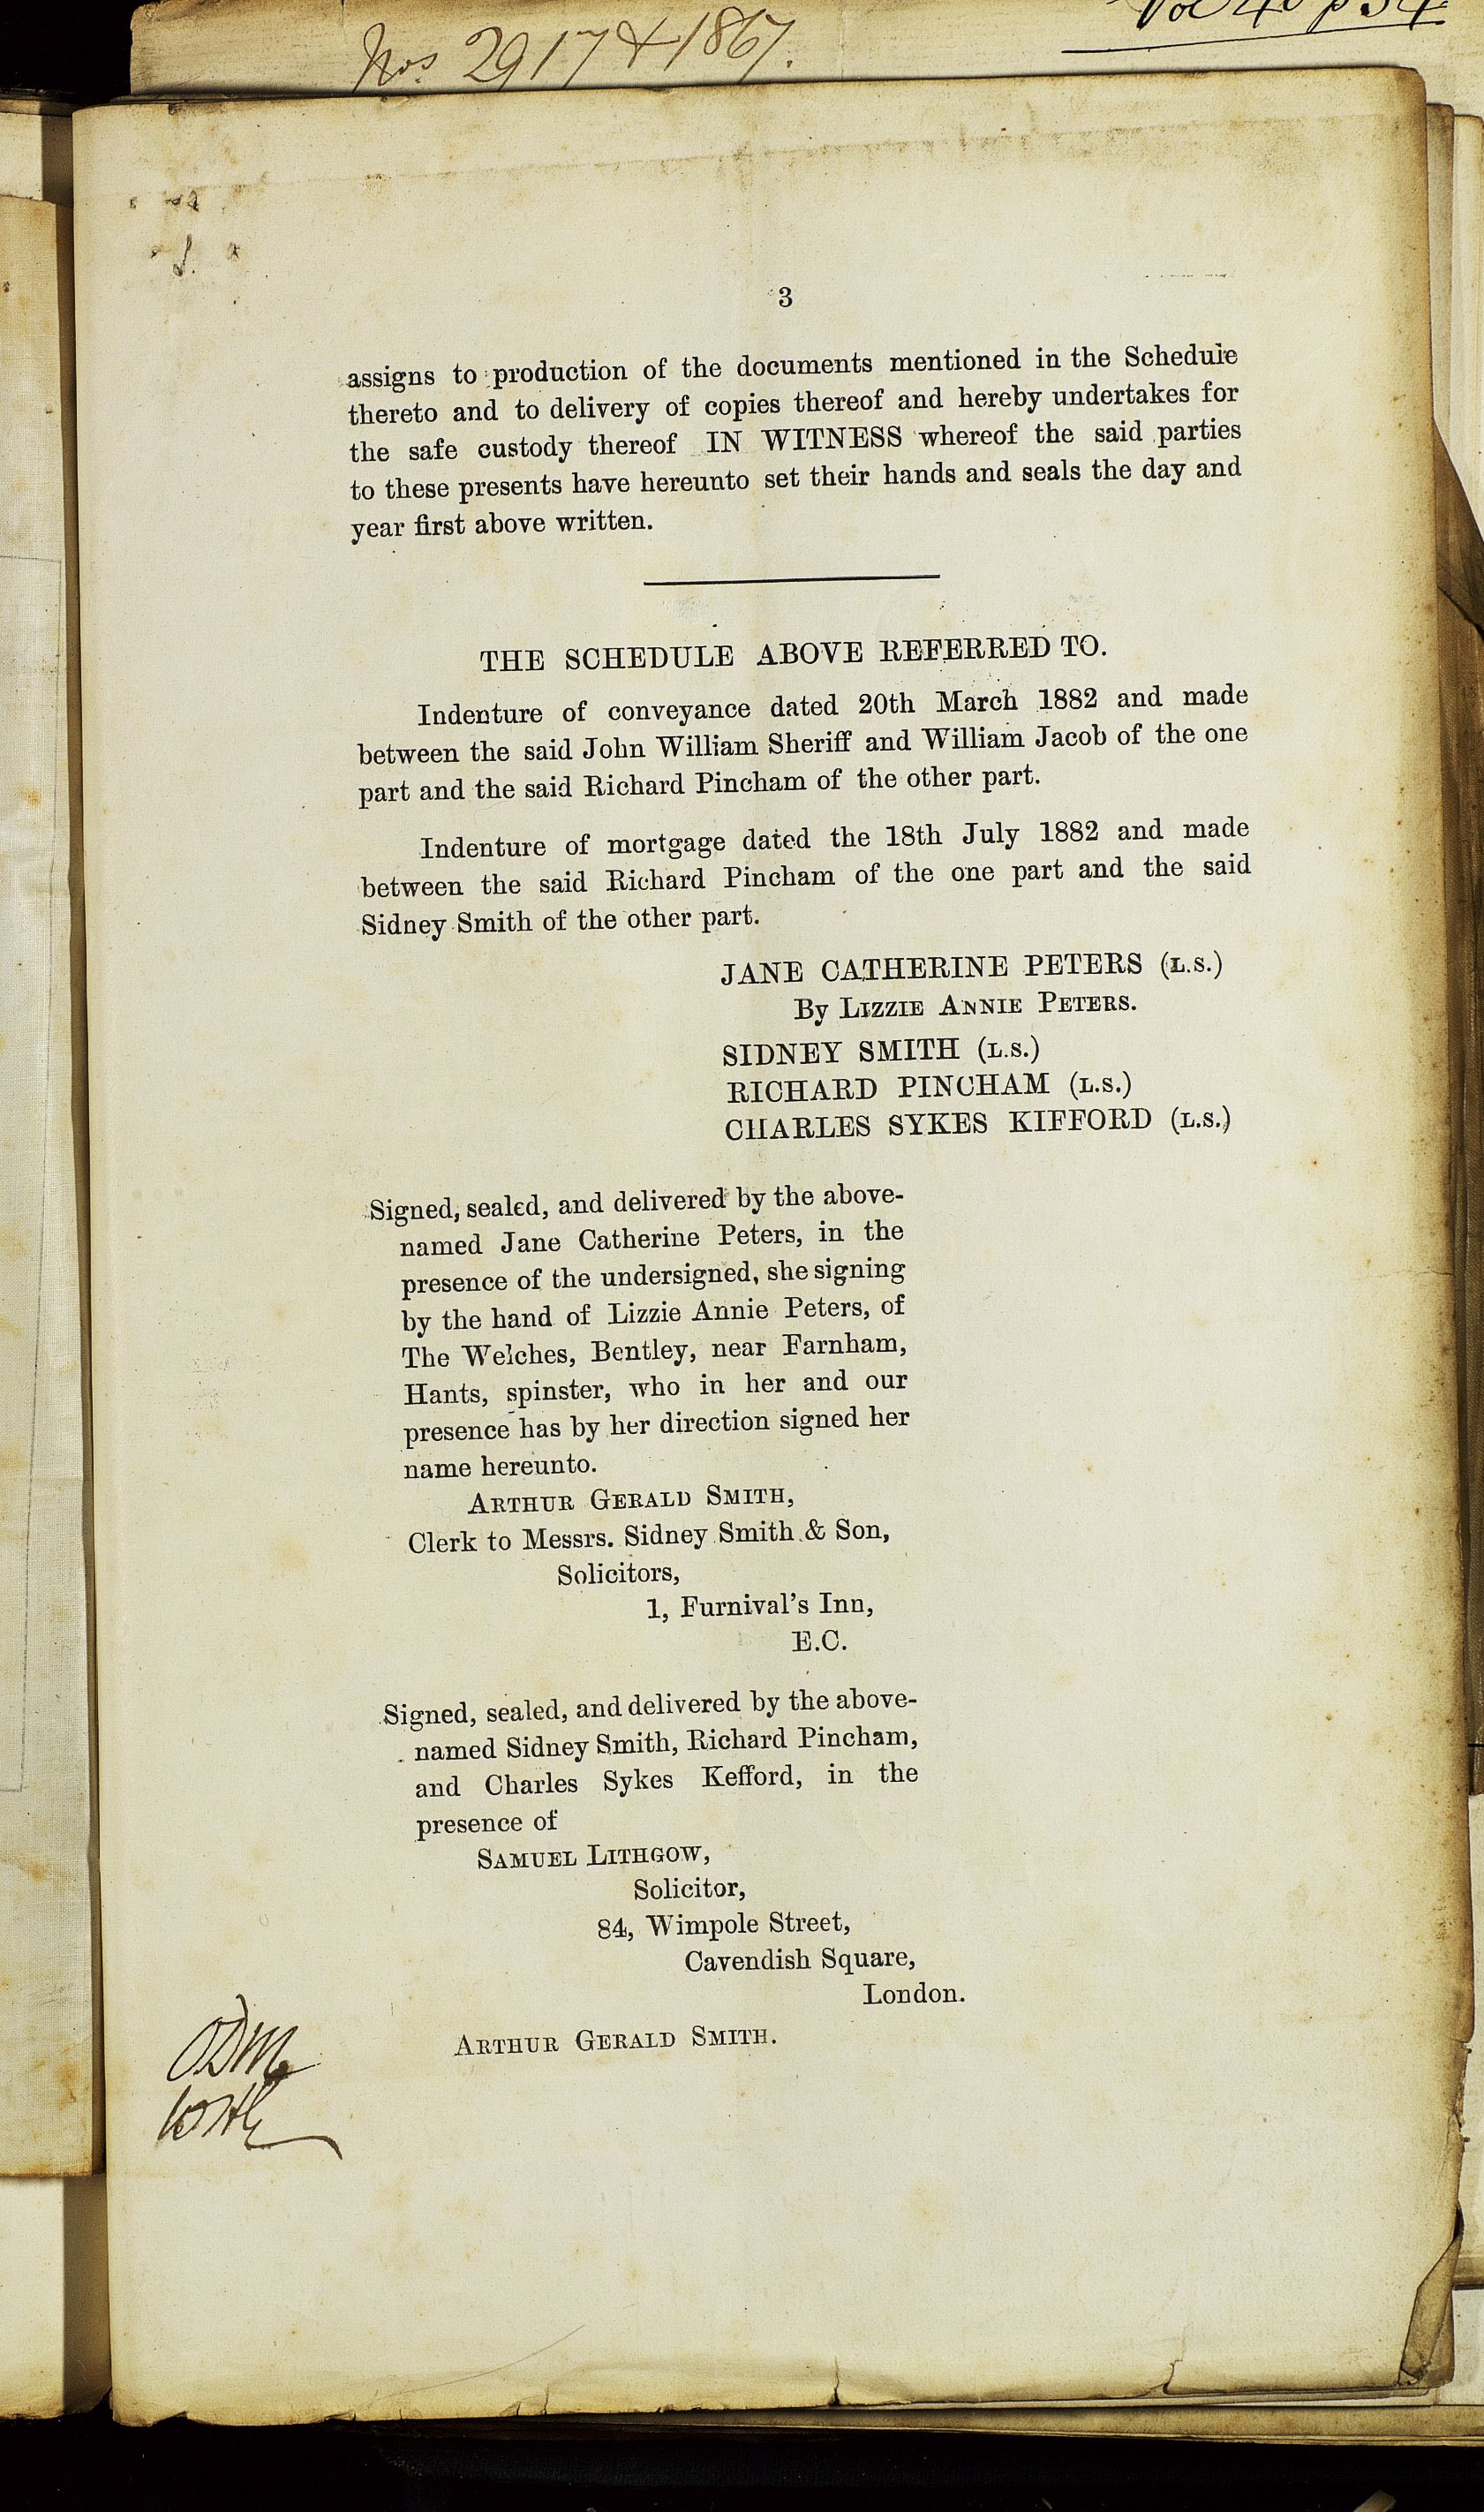 Nos 2917 & 1867.
3
assigns to production of the documents mentioned in the Schedule
thereto and to delivery of copies thereof and hereby undertakes for
the safe custody thereof IN WITNESS whereof the said parties
to these presents have hereunto set their hands and seals the day and
year first above written.
THE SCHEDULE ABOVE REFERRED TO.
Indenture of conveyance dated 20th March 1882 and made
between the said John William Sheriff and William Jacob of the one
part and the said Richard Pincham of the other part.
Indenture of mortgage dated the 18th July 1882 and made
between the said Richard Pincham of the one part and the said
Sidney Smith of the other part.
JANE CATHERINE PETERS (L.S.)
By LIZZIE ANNIE PETERS.
SIDNEY SMITH (L.S.)
RICHARD PINCHAM (L.S.)
CHARLES SYKES KIFFORD (L.S.)
Signed, sealed, and delivered by the above-
named Jane Catherine Peters, in the
presence of the undersigned, she signing
by the hand of Lizzie Annie Peters, of
The Welches, Bentley, near Farnham,
Hants, spinster, who in her and our
presence has by her direction signed her
name hereunto.
ARTHUR GERALD SMITH,
Clerk to Messrs. Sidney Smith & Son,
Solicitors,
1, Furnival's Inn,
E.C.
Signed, sealed, and delivered by the above-
named Sidney Smith, Richard Pincham,
and Charles Sykes Kefford, in the
presence of
SAMUEL LITHGOW,
Solicitor,
84, Wimpole Street,
Cavendish Square,
London.
ARTHUR GERALD SMITH.